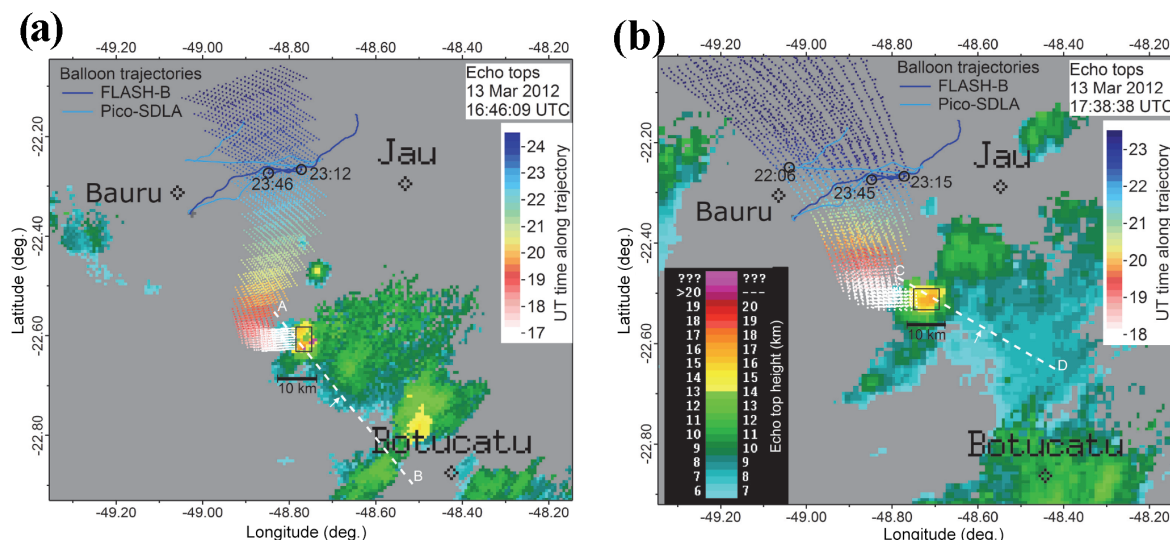 (a)
-49.20 -49.00 -48.80 -48.60 -48.40
Balloon trajectories
FLASH-B
Pico-SDLA
Echo tops
13 Mar 2012
16:46:09 UTC
UT time along trajectory
24
23
22
21
20
19
18
17
Jau
Bauru
23:46
23:12
A
10 km
Botucatu
B
Latitude (deg.)
-22.20
-22.40
-22.60
-22.80
-49.20 -49.00 -48.80 -48.60 -48.40
Longitude (deg.)
(b)
-49.20 -49.00 -48.80 -48.60 -48.40
Balloon trajectories
FLASH-B
Pico-SDLA
Echo tops
13 Mar 2012
17:38:38 UTC
UT time along trajectory
23
22
21
20
19
18
Jau
Bauru
22:06
23:45
23:15
C
10 km
D
Botucatu
??? ???
>20 ---
19 20
18 19
17 18
16 17
15 16
14 15
13 14
12 13
11 12
10 11
9 10
8 9
7 8
6 7
Echo top height (km)
Latitude (deg.)
-22.20
-22.40
-22.60
-22.80
-49.20 -49.00 -48.80 -48.60 -48.40
Longitude (deg.)